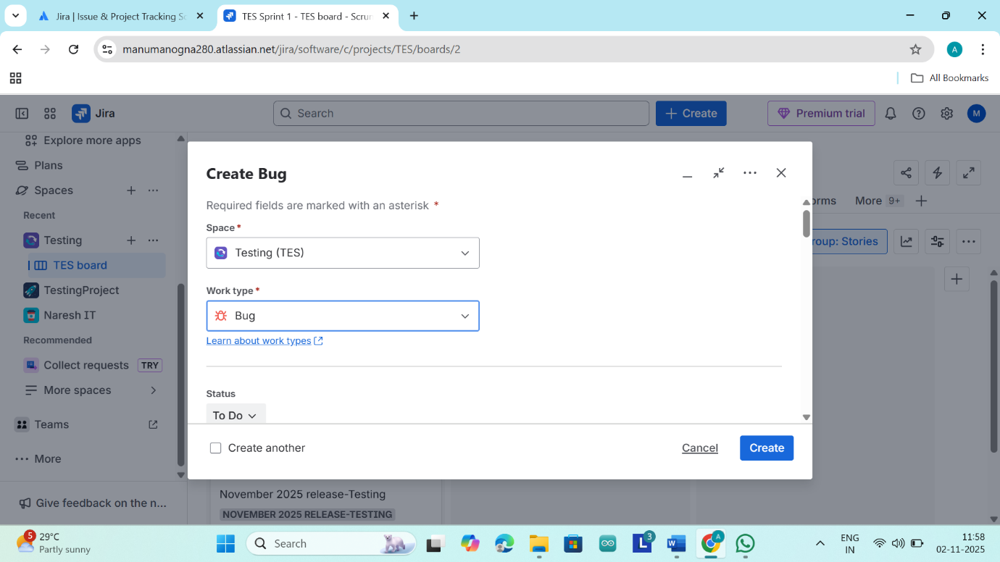 Jira | Issue & Project Tracking So
TES Sprint 1 - TES board - Scrum
manumanogna280.atlassian.net/jira/software/c/projects/TES/boards/2
A
All Bookmarks
Jira
Search
Create
Premium trial
M
Explore more apps
Plans
Spaces
Recent
Testing
TES board
TestingProject
Naresh IT
Recommended
Collect requests TRY
More spaces
Teams
More
Give feedback on the n...
Create Bug
Required fields are marked with an asterisk *
Space*
Testing (TES)
Work type*
Bug
Learn about work types
Status
To Do
Create another
Cancel
Create
orms
More 9+
roup: Stories
November 2025 release-Testing
NOVEMBER 2025 RELEASE-TESTING
5
29°C
Partly sunny
Search
L
3
W
A
ENG
IN
11:58
02-11-2025